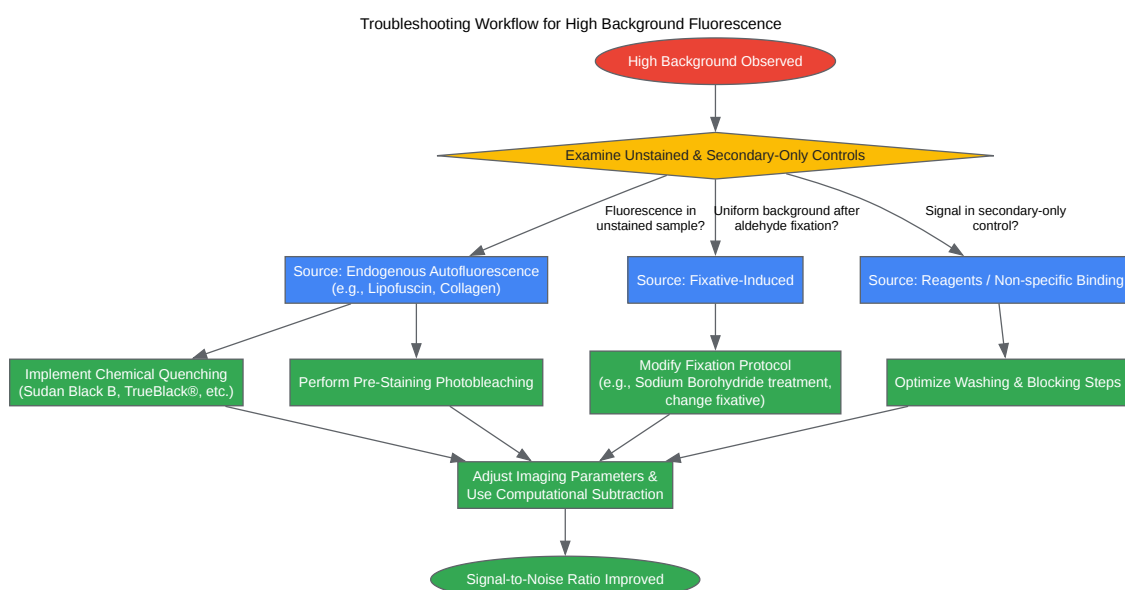 Troubleshooting Workflow for High Background Fluorescence
High Background Observed
Examine Unstained & Secondary-Only Controls
Fluorescence in
unstained sample?
Uniform background after
aldehyde fixation?
Signal in secondary-only
control?
Source: Endogenous Autofluorescence
(e.g., Lipofuscin, Collagen)
Source: Fixative-Induced
Source: Reagents / Non-specific Binding
Implement Chemical Quenching
(Sudan Black B, TrueBlack®, etc.)
Perform Pre-Staining Photobleaching
Modify Fixation Protocol
(e.g., Sodium Borohydride treatment,
change fixative)
Optimize Washing & Blocking Steps
Adjust Imaging Parameters &
Use Computational Subtraction
Signal-to-Noise Ratio Improved